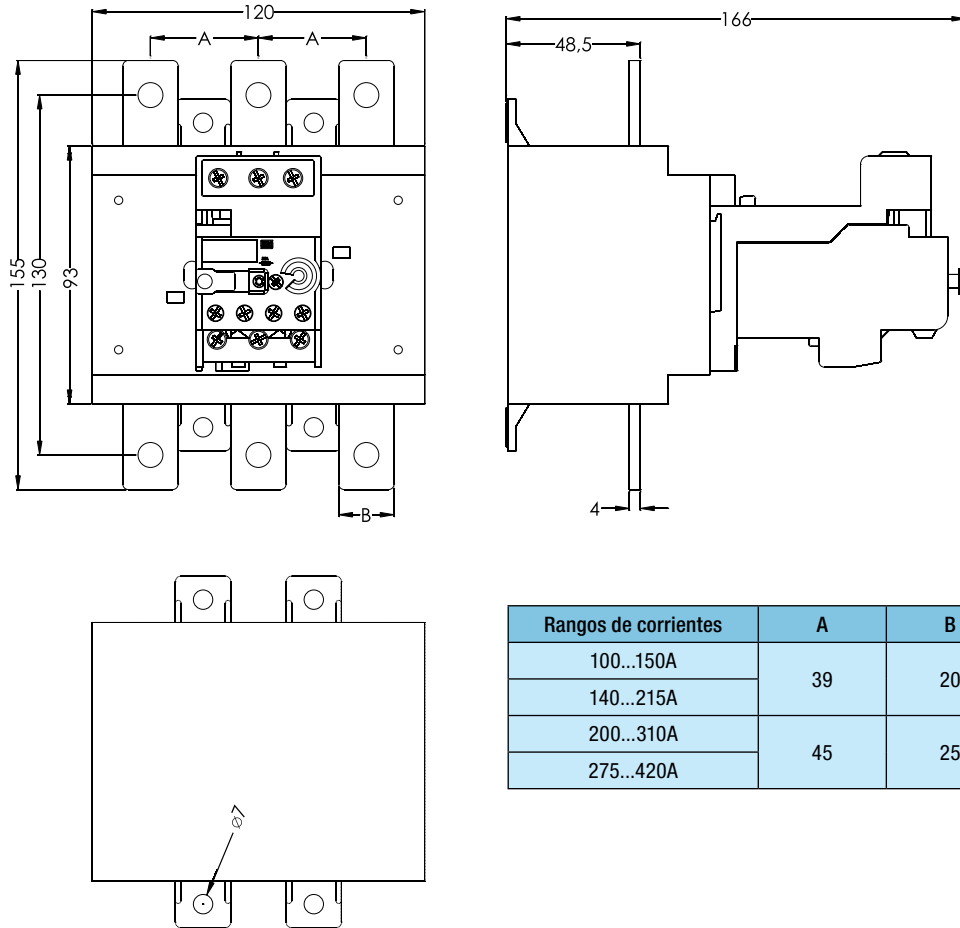 120
A A
155
130
93
B
166
48,5
4
ø7
Rangos de corrientes A B
100...150A 39 20
140...215A
200...310A 45 25
275...420A